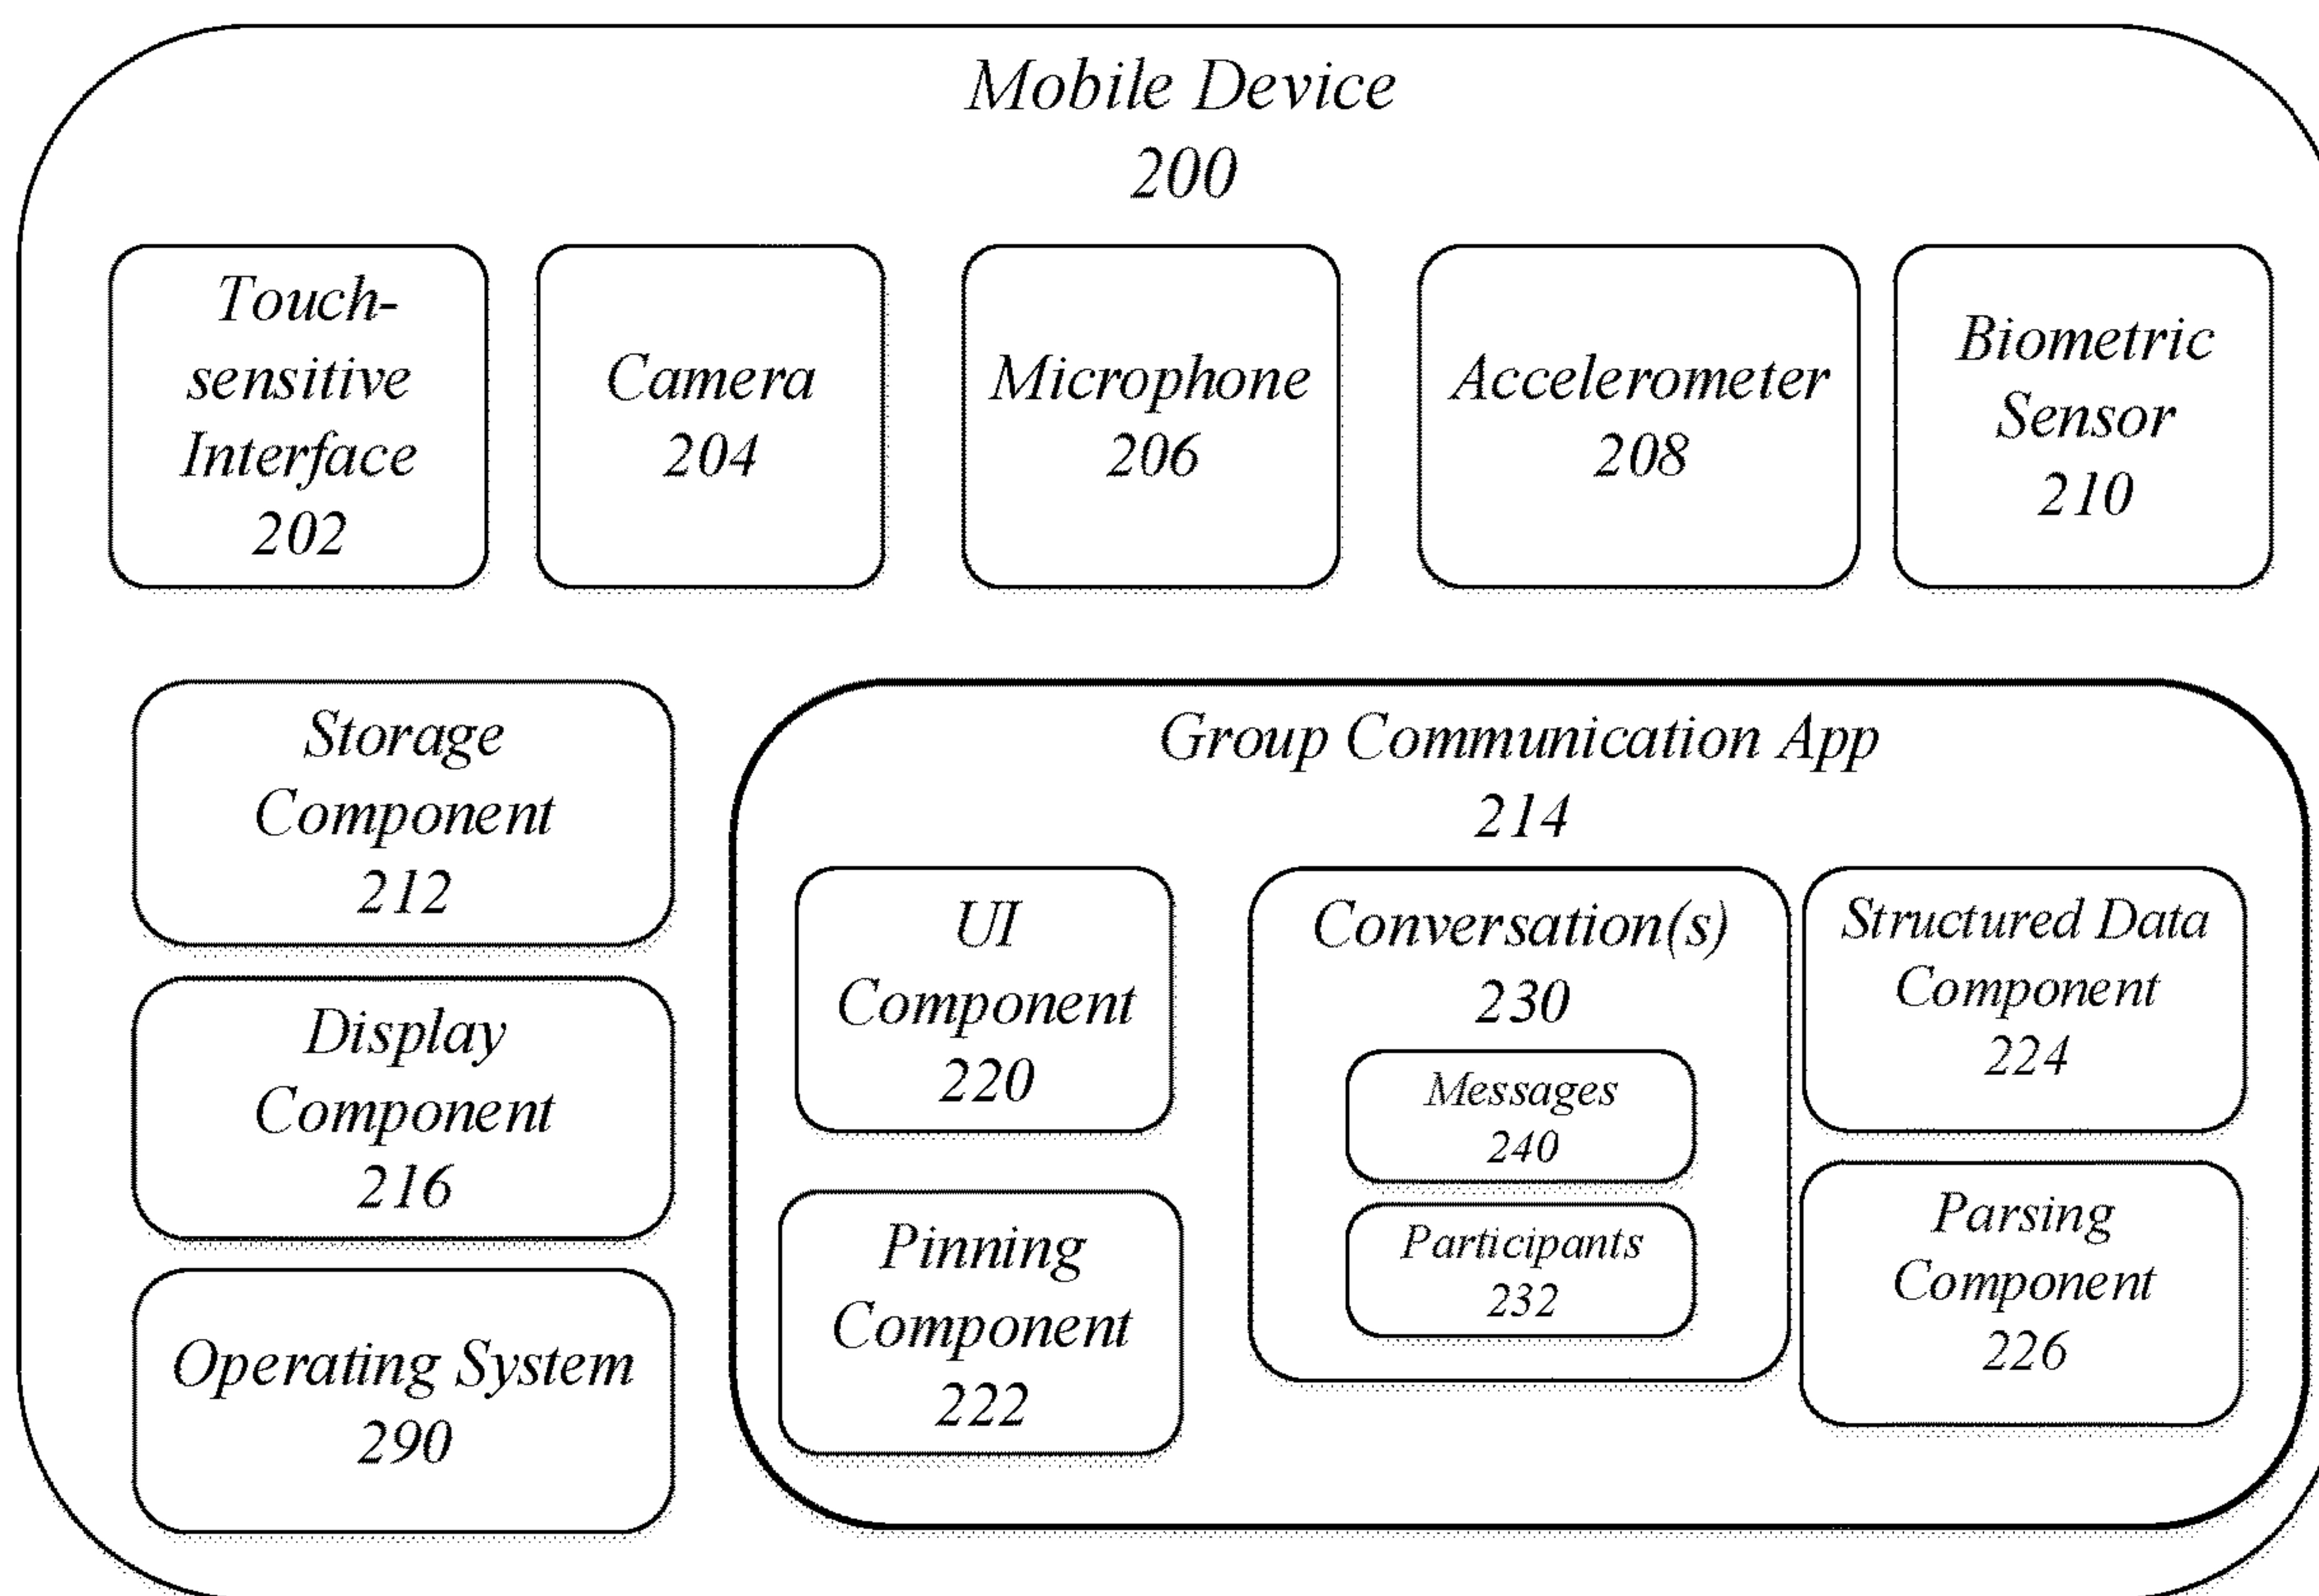 Mobile Device
200
Touch-
sensitive
Interface
202
Camera
204
Microphone
206
Accelerometer
208
Biometric
Sensor
210
Storage
Component
212
Display
Component
216
Operating System
290
Group Communication App
214
UI
Component
220
Pinning
Component
222
Conversation(s)
230
Messages
240
Participants
232
Structured Data
Component
224
Parsing
Component
226